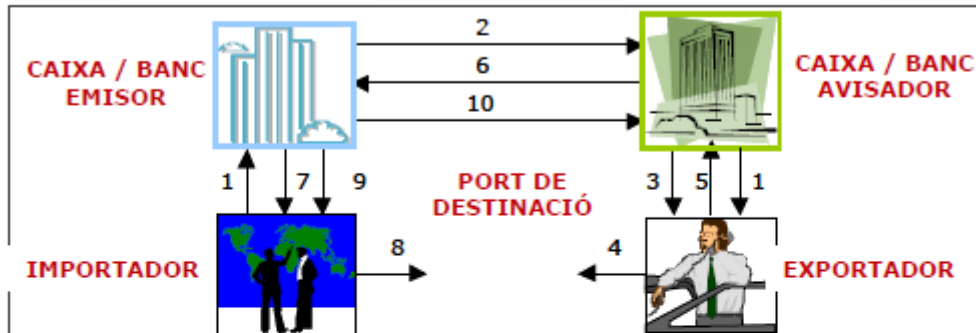 2
CAIXA / BANC
EMISOR
6
CAIXA / BANC
AVISADOR
10
1
7
9
PORT DE
DESTINACIÓ
3
5
1
IMPORTADOR
8
4
EXPORTADOR